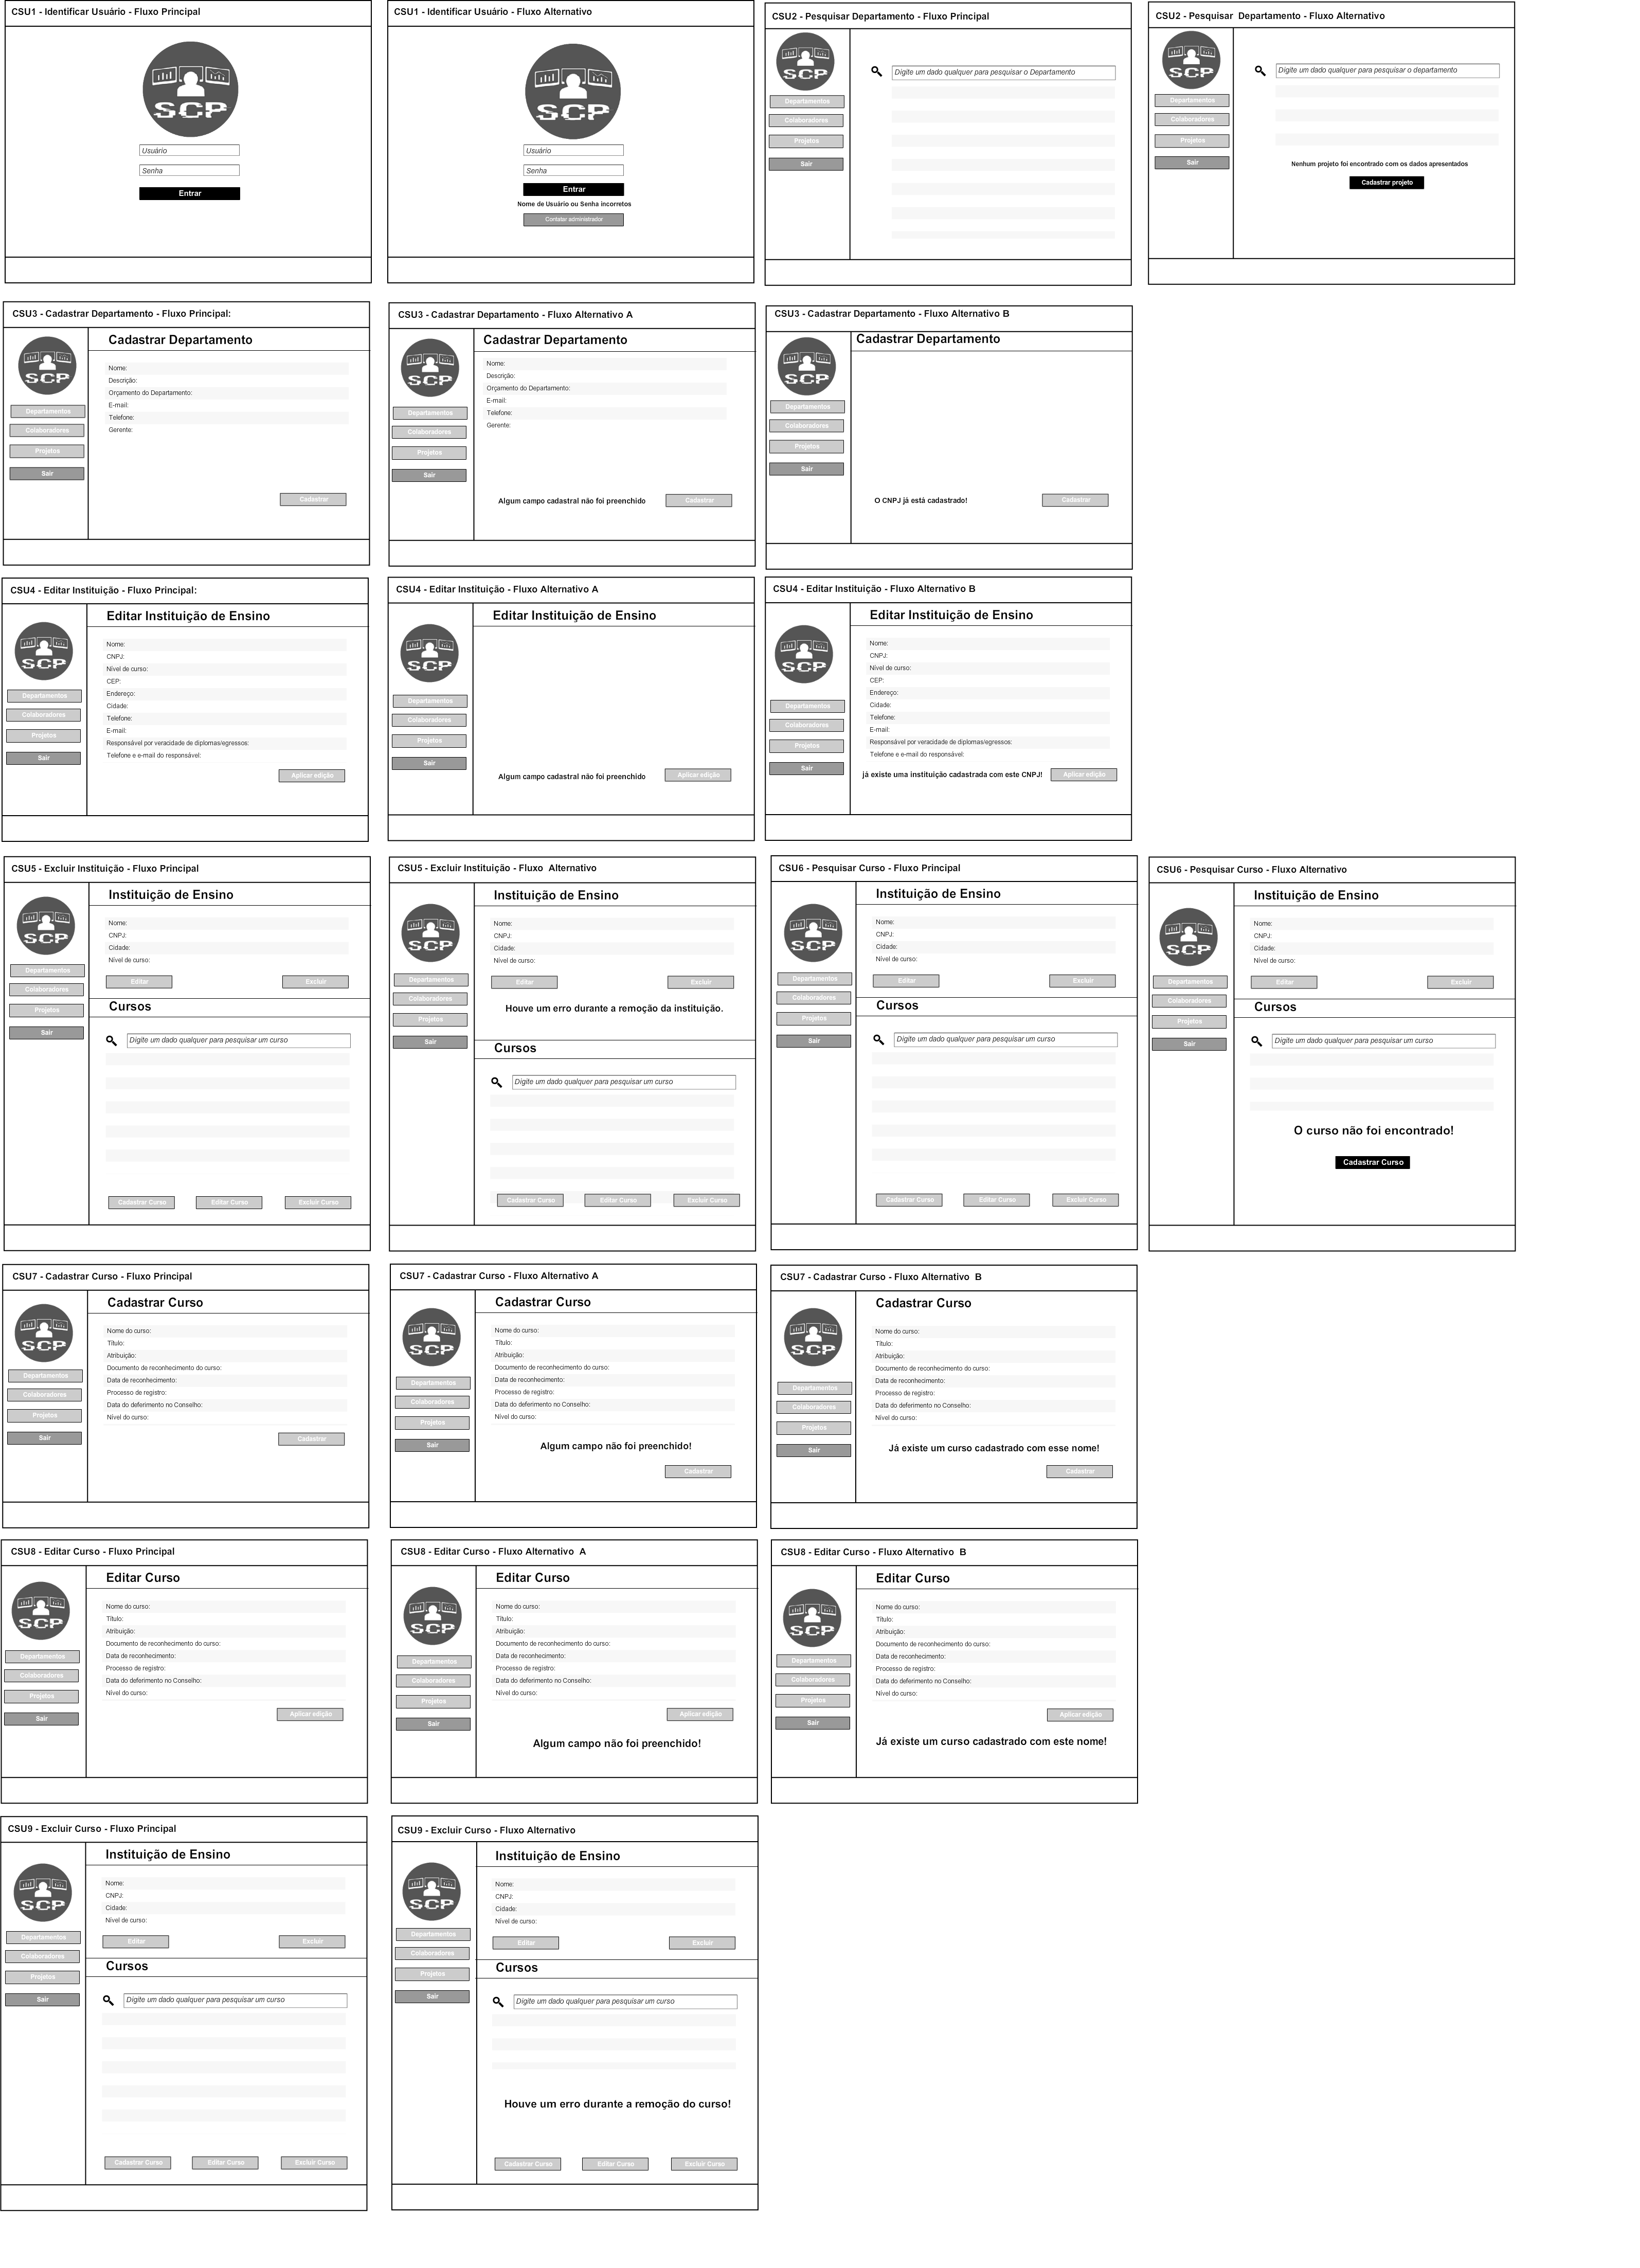 CSU1 - Identificar Usuário - Fluxo Principal
SCP
Usuário
Senha
Entrar
CSU1 - Identificar Usuário - Fluxo Alternativo
SCP
Usuário
Senha
Entrar
Nome de Usuário ou Senha incorretos
Contatar administrador
CSU2 - Pesquisar Departamento - Fluxo Principal
SCP
Departamentos
Colaboradores
Projetos
Sair
Digite um dado qualquer para pesquisar o Departamento
CSU2 - Pesquisar  Departamento - Fluxo Alternativo
SCP
Departamentos
Colaboradores
Projetos
Sair
Digite um dado qualquer para pesquisar o departamento
Nenhum projeto foi encontrado com os dados apresentados
Cadastrar projeto
CSU3 - Cadastrar Departamento - Fluxo Principal:
SCP
Departamentos
Colaboradores
Projetos
Sair
Cadastrar Departamento
Nome:
Descrição:
Orçamento do Departamento:
E-mail:
Telefone:
Gerente:
Cadastrar
CSU3 - Cadastrar Departamento - Fluxo Alternativo A
SCP
Departamentos
Colaboradores
Projetos
Sair
Cadastrar Departamento
Nome:
Descrição:
Orçamento do Departamento:
E-mail:
Telefone:
Gerente:
Algum campo cadastral não foi preenchido
Cadastrar
CSU3 - Cadastrar Departamento - Fluxo Alternativo B
SCP
Departamentos
Colaboradores
Projetos
Sair
Cadastrar Departamento
O CNPJ já está cadastrado!
Cadastrar
CSU4 - Editar Instituição - Fluxo Principal:
SCP
Departamentos
Colaboradores
Projetos
Sair
Editar Instituição de Ensino
Nome:
CNPJ:
Nível de curso:
CEP:
Endereço:
Cidade:
Telefone:
E-mail:
Responsável por veracidade de diplomas/egressos:
Telefone e e-mail do responsável:
Aplicar edição
CSU4 - Editar Instituição - Fluxo Alternativo A
SCP
Departamentos
Colaboradores
Projetos
Sair
Editar Instituição de Ensino
Algum campo cadastral não foi preenchido
Aplicar edição
CSU4 - Editar Instituição - Fluxo Alternativo B
SCP
Departamentos
Colaboradores
Projetos
Sair
Editar Instituição de Ensino
Nome:
CNPJ:
Nível de curso:
CEP:
Endereço:
Cidade:
Telefone:
E-mail:
Responsável por veracidade de diplomas/egressos:
Telefone e e-mail do responsável:
já existe uma instituição cadastrada com este CNPJ!
Aplicar edição
CSU5 - Excluir Instituição - Fluxo Principal
SCP
Departamentos
Colaboradores
Projetos
Sair
Instituição de Ensino
Nome:
CNPJ:
Cidade:
Nível de curso:
Editar
Excluir
Cursos
Digite um dado qualquer para pesquisar um curso
Cadastrar Curso
Editar Curso
Excluir Curso
CSU5 - Excluir Instituição - Fluxo  Alternativo
SCP
Departamentos
Colaboradores
Projetos
Sair
Instituição de Ensino
Nome:
CNPJ:
Cidade:
Nível de curso:
Editar
Excluir
Houve um erro durante a remoção da instituição.
Cursos
Digite um dado qualquer para pesquisar um curso
Cadastrar Curso
Editar Curso
Excluir Curso
CSU6 - Pesquisar Curso - Fluxo Principal
SCP
Departamentos
Colaboradores
Projetos
Sair
Instituição de Ensino
Nome:
CNPJ:
Cidade:
Nível de curso:
Editar
Excluir
Cursos
Digite um dado qualquer para pesquisar um curso
Cadastrar Curso
Editar Curso
Excluir Curso
CSU6 - Pesquisar Curso - Fluxo Alternativo
SCP
Departamentos
Colaboradores
Projetos
Sair
Instituição de Ensino
Nome:
CNPJ:
Cidade:
Nível de curso:
Editar
Excluir
Cursos
Digite um dado qualquer para pesquisar um curso
O curso não foi encontrado!
Cadastrar Curso
CSU7 - Cadastrar Curso - Fluxo Principal
SCP
Departamentos
Colaboradores
Projetos
Sair
Cadastrar Curso
Nome do curso:
Título:
Atribuição:
Documento de reconhecimento do curso:
Data de reconhecimento:
Processo de registro:
Data do deferimento no Conselho:
Nível do curso:
Cadastrar
CSU7 - Cadastrar Curso - Fluxo Alternativo A
SCP
Departamentos
Colaboradores
Projetos
Sair
Cadastrar Curso
Nome do curso:
Título:
Atribuição:
Documento de reconhecimento do curso:
Data de reconhecimento:
Processo de registro:
Data do deferimento no Conselho:
Nível do curso:
Algum campo não foi preenchido!
Cadastrar
CSU7 - Cadastrar Curso - Fluxo Alternativo  B
SCP
Departamentos
Colaboradores
Projetos
Sair
Cadastrar Curso
Nome do curso:
Título:
Atribuição:
Documento de reconhecimento do curso:
Data de reconhecimento:
Processo de registro:
Data do deferimento no Conselho:
Nível do curso:
Já existe um curso cadastrado com esse nome!
Cadastrar
CSU8 - Editar Curso - Fluxo Principal
SCP
Departamentos
Colaboradores
Projetos
Sair
Editar Curso
Nome do curso:
Título:
Atribuição:
Documento de reconhecimento do curso:
Data de reconhecimento:
Processo de registro:
Data do deferimento no Conselho:
Nível do curso:
Aplicar edição
CSU8 - Editar Curso - Fluxo Alternativo  A
SCP
Departamentos
Colaboradores
Projetos
Sair
Editar Curso
Nome do curso:
Título:
Atribuição:
Documento de reconhecimento do curso:
Data de reconhecimento:
Processo de registro:
Data do deferimento no Conselho:
Nível do curso:
Aplicar edição
Algum campo não foi preenchido!
CSU8 - Editar Curso - Fluxo Alternativo  B
SCP
Departamentos
Colaboradores
Projetos
Sair
Editar Curso
Nome do curso:
Título:
Atribuição:
Documento de reconhecimento do curso:
Data de reconhecimento:
Processo de registro:
Data do deferimento no Conselho:
Nível do curso:
Aplicar edição
Já existe um curso cadastrado com este nome!
CSU9 - Excluir Curso - Fluxo Principal
SCP
Departamentos
Colaboradores
Projetos
Sair
Instituição de Ensino
Nome:
CNPJ:
Cidade:
Nível de curso:
Editar
Excluir
Cursos
Digite um dado qualquer para pesquisar um curso
Cadastrar Curso
Editar Curso
Excluir Curso
CSU9 - Excluir Curso - Fluxo Alternativo
SCP
Departamentos
Colaboradores
Projetos
Sair
Instituição de Ensino
Nome:
CNPJ:
Cidade:
Nível de curso:
Editar
Excluir
Cursos
Digite um dado qualquer para pesquisar um curso
Houve um erro durante a remoção do curso!
Cadastrar Curso
Editar Curso
Excluir Curso